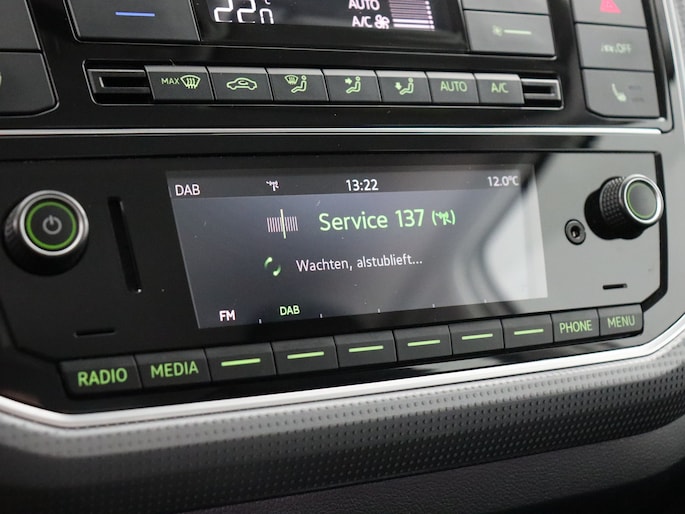 22°C AUTO
A/C
OFF
MAX AUTO A/C
DAB 13:22 12.0°C
Service 137
Wachten, alstublieft...
FM DAB
RADIO MEDIA PHONE MENU